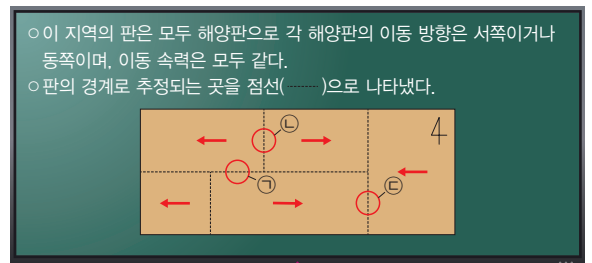 ○이 지역의 판은 모두 해양판으로 각 해양판의 이동 방향은 서쪽이거나
동쪽이며, 이동 속력은 모두 같다.
○판의 경계로 추정되는 곳을 점선( )으로 나타냈다.
㉡
㉠
㉢